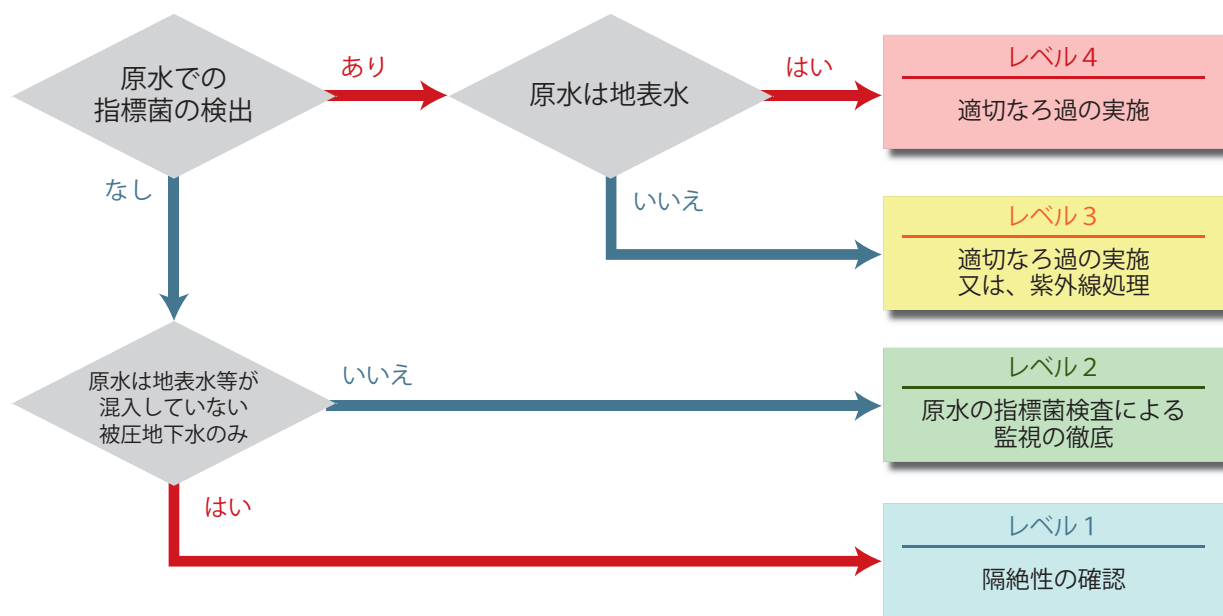 原水での
指標菌の検出
あり
原水は地表水
はい
レベル4
適切なろ過の実施
なし
いいえ
レベル3
適切なろ過の実施
又は、紫外線処理
原水は地表水等が
混入していない
被圧地下水のみ
いいえ
レベル2
原水の指標菌検査による
監視の徹底
はい
レベル1
隔絶性の確認